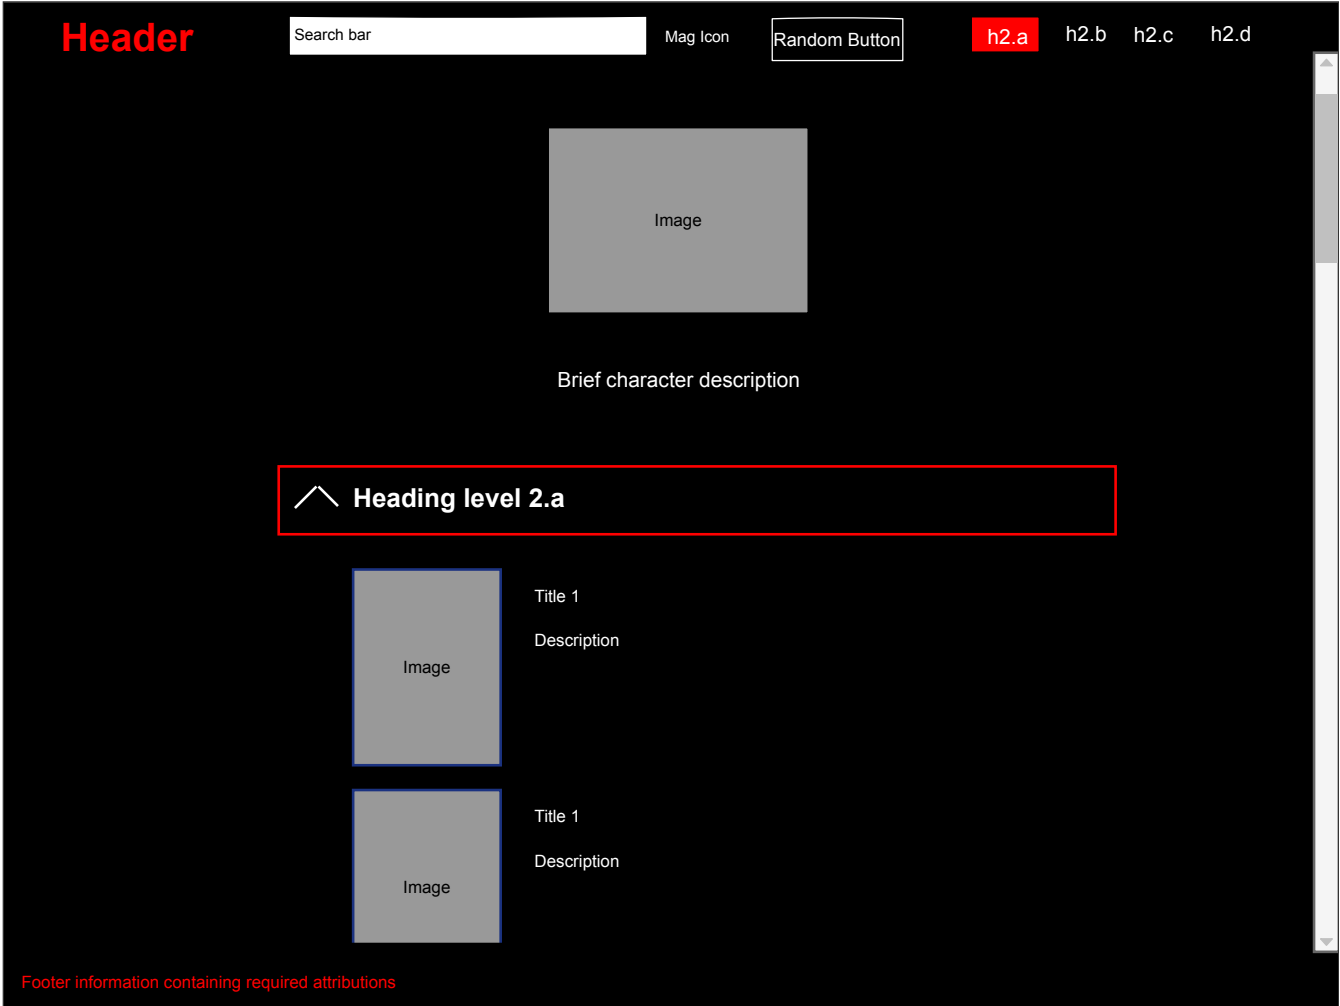 Header
Search bar
Mag Icon
Random Button
h2.a
h2.b
h2.c
h2.d
Image
Brief character description
Heading level 2.a
Image
Title 1
Description
Image
Title 1
Description
Footer information containing required attributions